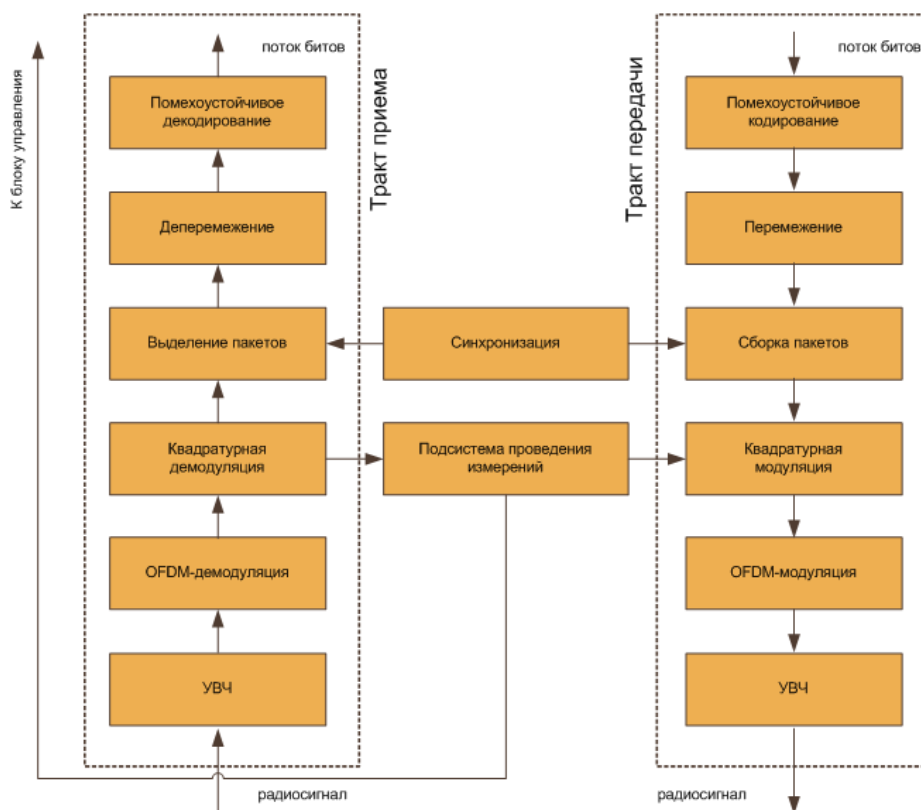 поток битов
поток битов
Помехоустойчивое
декодирование
Помехоустойчивое
кодирование
К блоку управления
Тракт приема
Тракт передачи
Деперемежение
Перемежение
Выделение пакетов
Синхронизация
Сборка пакетов
Квадратурная
демодуляция
Подсистема проведения
измерений
Квадратурная
модуляция
OFDM-демодуляция
OFDM-модуляция
УВЧ
УВЧ
радиосигнал
радиосигнал